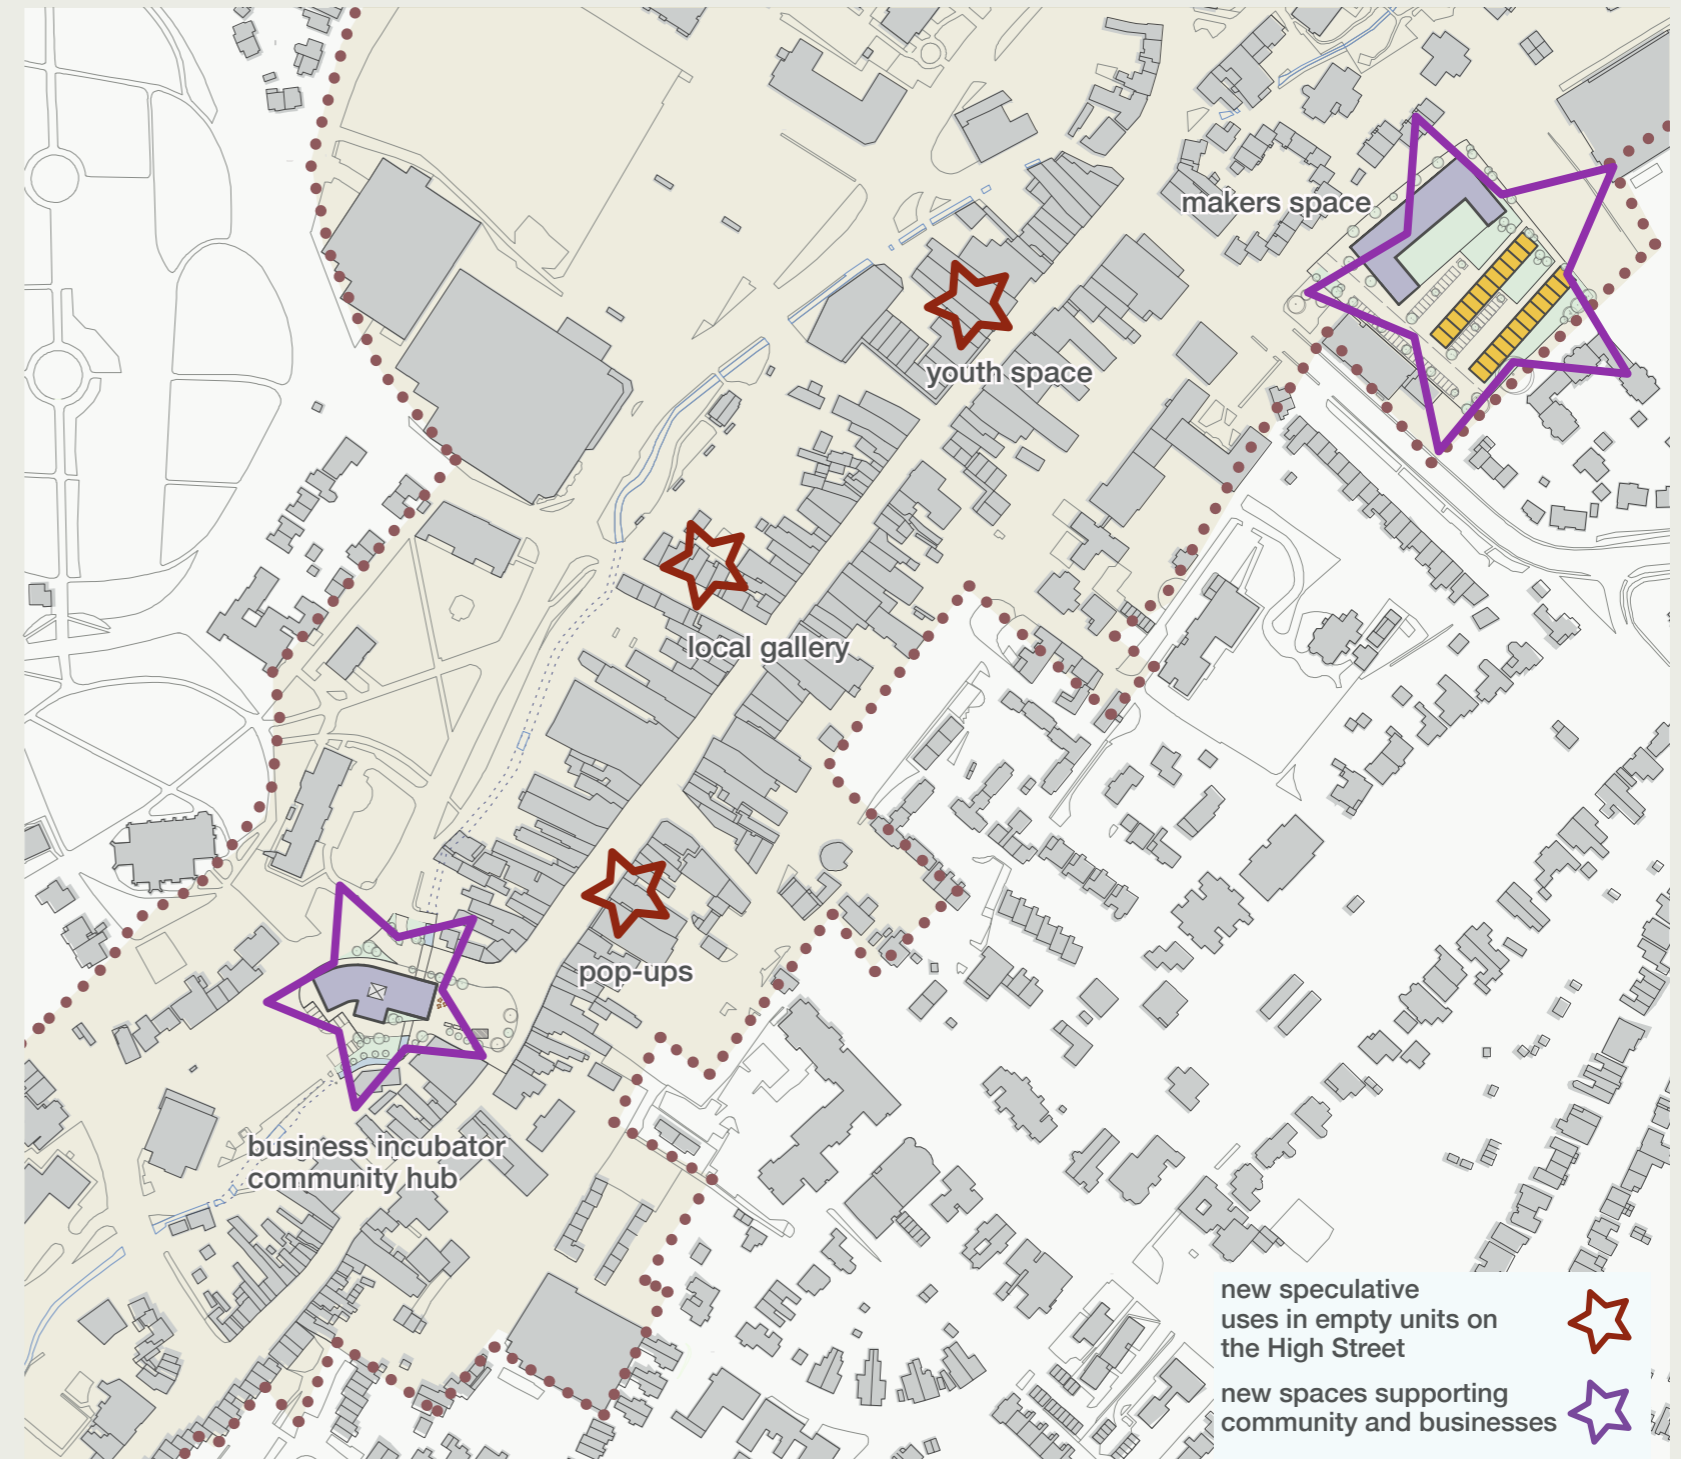 makers space
youth space
local gallery
pop-ups
business incubator
community hub
new speculative
uses in empty units on
the High Street
new spaces supporting
community and businesses